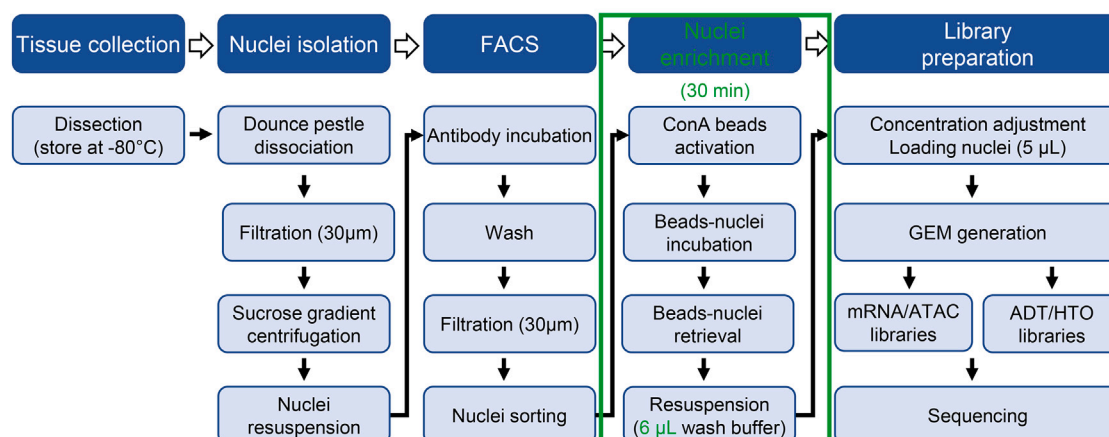 Tissue collection
Nuclei isolation
FACS
Nuclei
enrichment
(30 min)
Library
preparation
Dissection
(store at -80°C)
Dounce pestle
dissociation
Filtration (30µm)
Sucrose gradient
centrifugation
Nuclei
resuspension
Antibody incubation
Wash
Filtration (30µm)
Nuclei sorting
ConA beads
activation
Beads-nuclei
incubation
Beads-nuclei
retrieval
Resuspension
(6 µL wash buffer)
Concentration adjustment
Loading nuclei (5 µL)
GEM generation
mRNA/ATAC
libraries
ADT/HTO
libraries
Sequencing